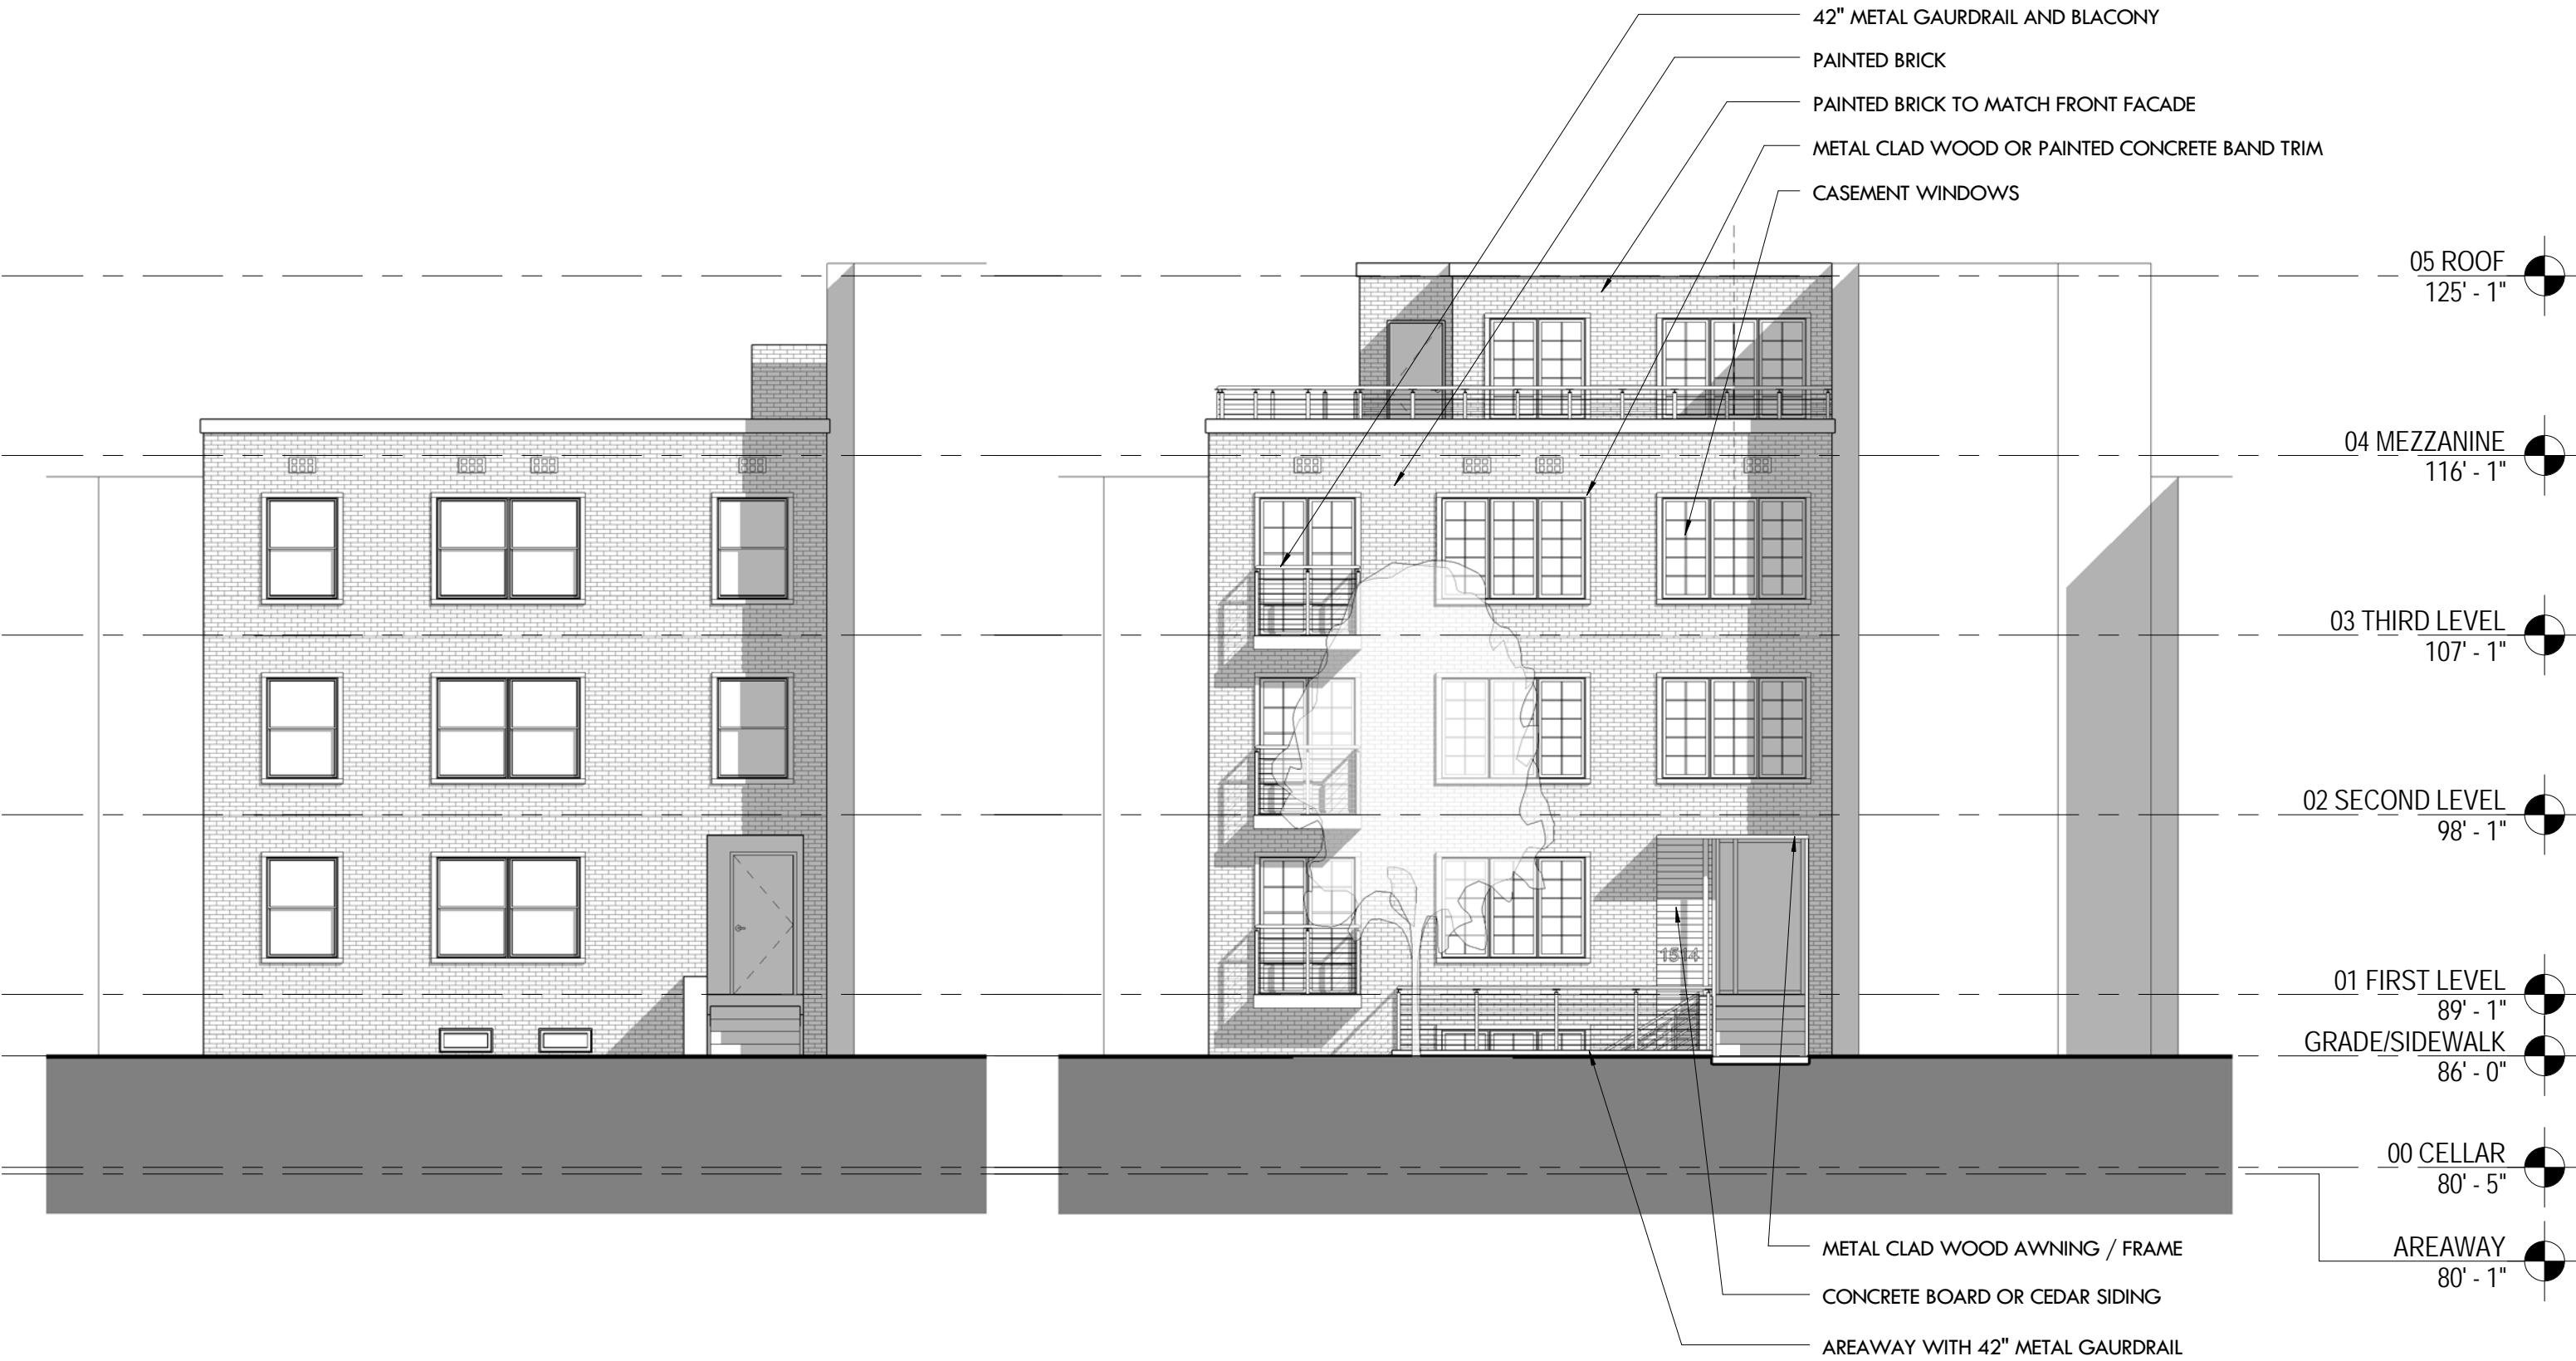 42" METAL GAURDRAIL AND BLACONY
PAINTED BRICK
PAINTED BRICK TO MATCH FRONT FACADE
METAL CLAD WOOD OR PAINTED CONCRETE BAND TRIM
CASEMENT WINDOWS
05 ROOF
125' - 1"
04 MEZZANINE
116' - 1"
03 THIRD LEVEL
107' - 1"
02 SECOND LEVEL
98' - 1"
1514
01 FIRST LEVEL
89' - 1"
GRADE/SIDEWALK
86' - 0"
00 CELLAR
80' - 5"
AREAWAY
80' - 1"
METAL CLAD WOOD AWNING / FRAME
CONCRETE BOARD OR CEDAR SIDING
AREAWAY WITH 42" METAL GAURDRAIL